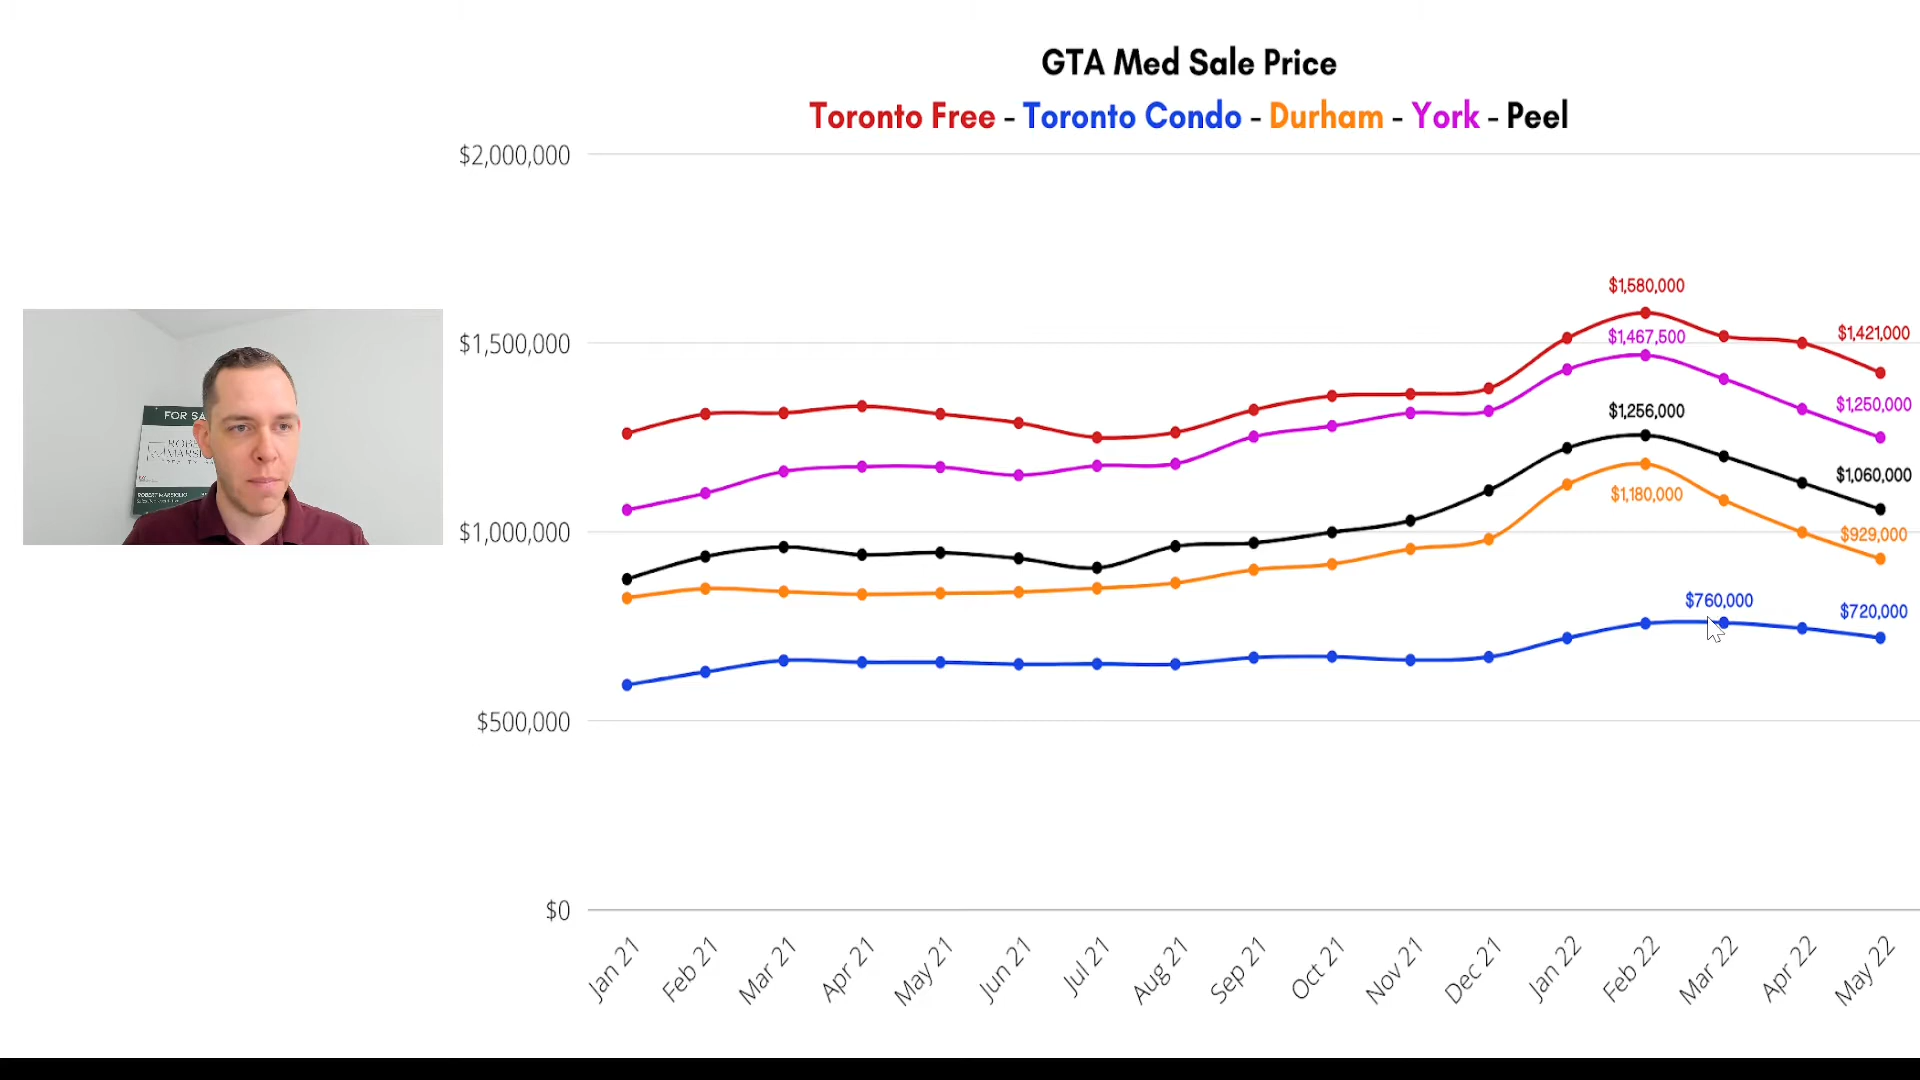 GTA Med Sale Price
Toronto Free - Toronto Condo - Durham - York - Peel
$2,000,000
$1,500,000
$1,000,000
$500,000
$0
$1,580,000
$1,467,500
$1,256,000
$1,180,000
$760,000
$1,421,000
$1,250,000
$1,060,000
$929,000
$720,000
Jan 21
Feb 21
Mar 21
Apr 21
May 21
Jun 21
Jul 21
Aug 21
Sep 21
Oct 21
Nov 21
Dec 21
Jan 22
Feb 22
Mar 22
Apr 22
May 22
FOR SA
ROBERT MARSIGLIO